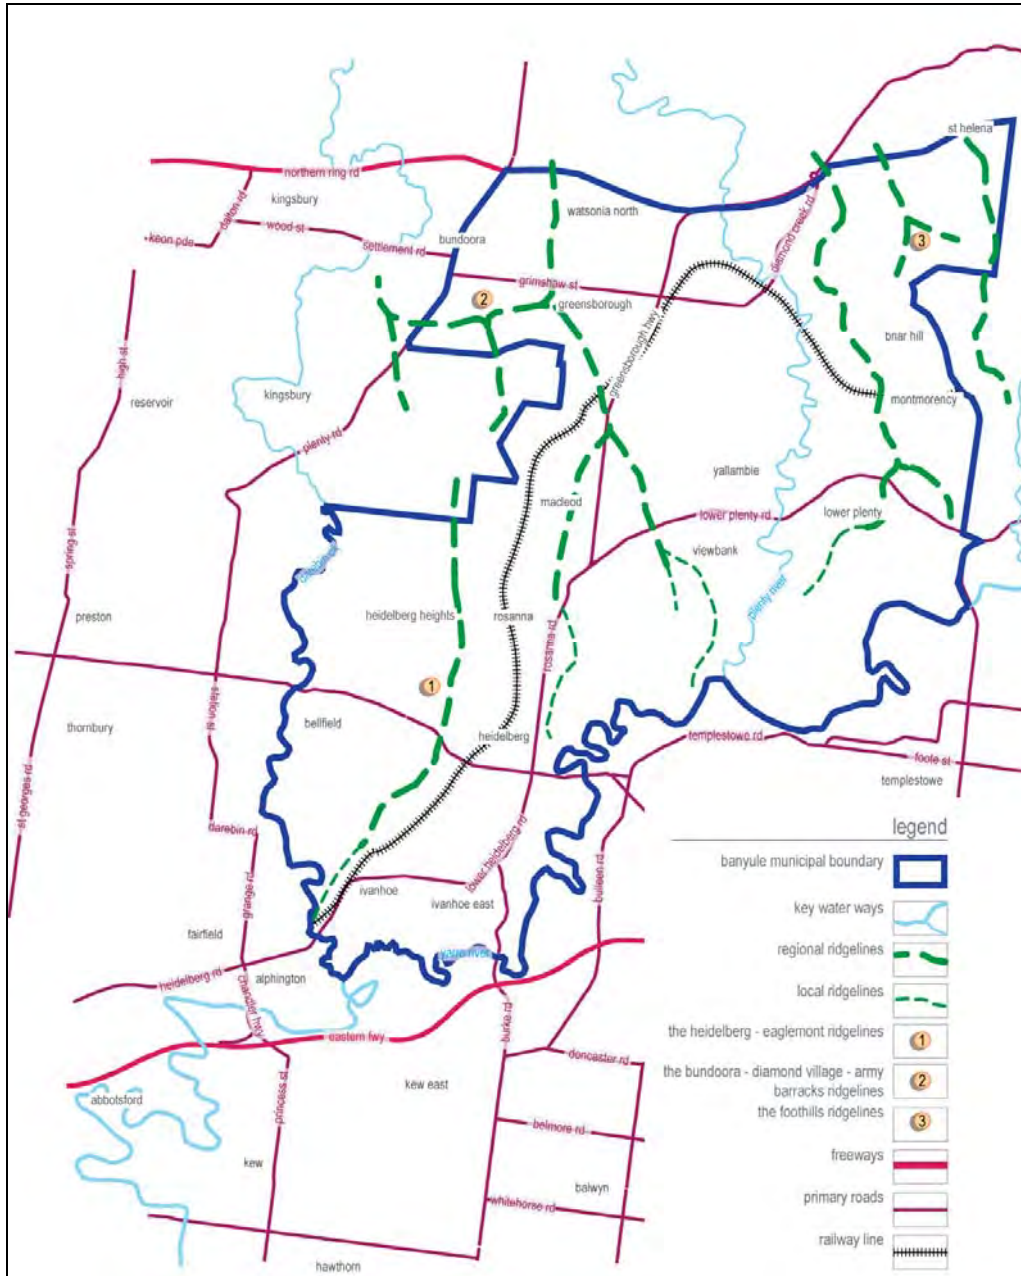 st helena
northern ring rd
kingsbury
dalton rd
watsonia north
wood st
keon pde
settlement rd
bundoora
diamond creek rd
3
grimshaw st
2
greensborough
greensborough hwy
briar hill
high st
reservoir
kingsbury
montmorency
plenty rd
yallambie
macleod
lower plenty rd
lower plenty
spring st
viewbank
plenty river
preston
heidelberg heights
rosanna
rosanna rd
1
station st
thornbury
bellfield
heidelberg
templestowe rd
foote st
templestowe
st georges rd
darebin rd
lower heidelberg rd
bulleen rd
grange rd
ivanhoe
ivanhoe east
fairfield
yarra river
heidelberg rd
alphington
chandler hwy
eastern fwy
burke rd
doncaster rd
kew east
abbotsford
princess st
belmore rd
kew
balwyn
whitehorse rd
hawthorn
legend
banyule municipal boundary
key water ways
regional ridgelines
local ridgelines
the heidelberg - eaglemont ridgelines
1
the bundoora - diamond village - army
barracks ridgelines
2
the foothills ridgelines
3
freeways
primary roads
railway line